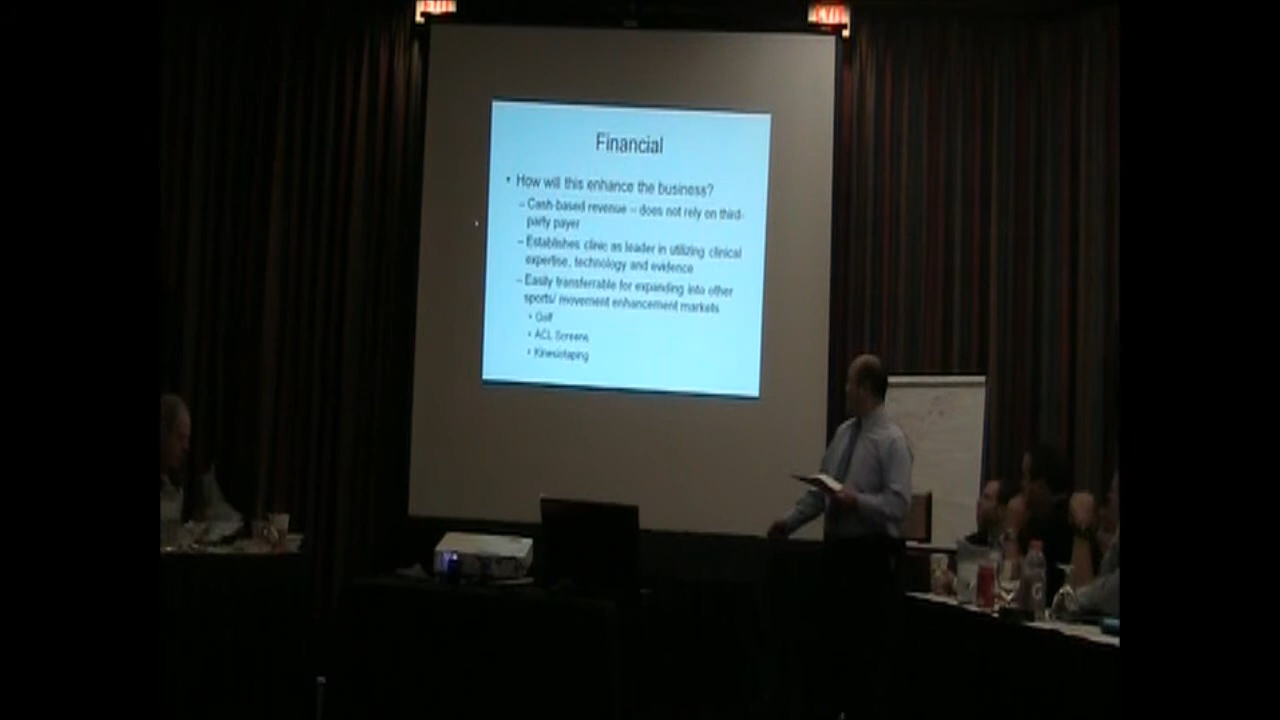 EXIT
EXIT
Financial
• How will this enhance the business?
– Cash-based revenue – does not rely on third-
party payer
– Establishes clinic as leader in utilizing clinical
expertise, technology and evidence
– Easily transferrable for expanding into other
sports/ movement enhancement markets
• Golf
• ACL Screens
• Kinesiotaping